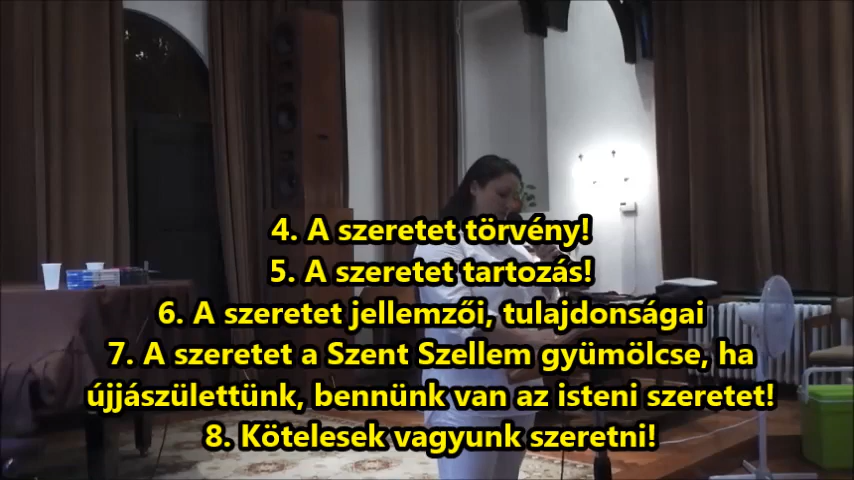 4. A szeretet törvény!
5. A szeretet tartozás!
6. A szeretet jellemzői, tulajdonságai
7. A szeretet a Szent Szellem gyümölcse, ha
újjászülettünk, bennünk van az isteni szeretet!
8. Kötelesek vagyunk szeretni!